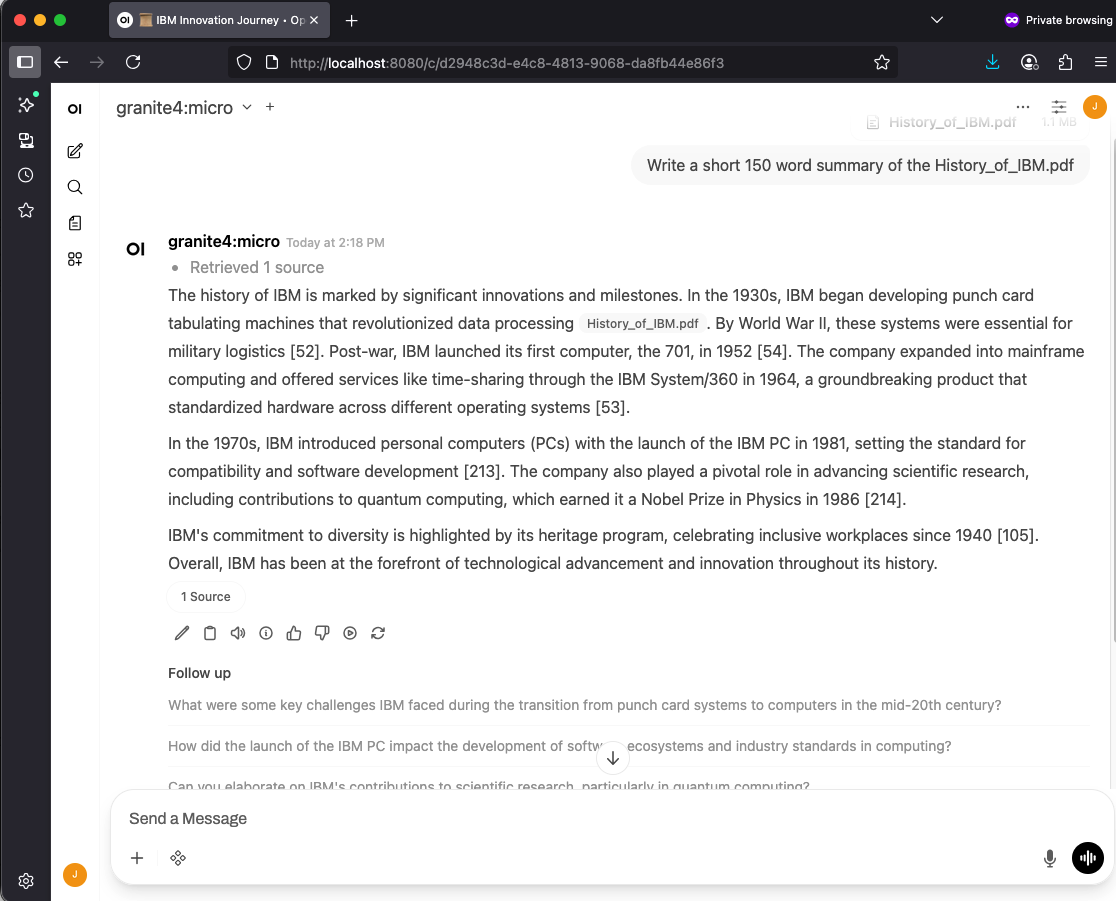 OI IBM Innovation Journey • Op
Private browsing
http://localhost:8080/c/d2948c3d-e4c8-4813-9068-da8fb44e86f3
OI
granite4:micro
J
History_of_IBM.pdf 1.1 MB
Write a short 150 word summary of the History_of_IBM.pdf
OI
granite4:micro Today at 2:18 PM
• Retrieved 1 source
The history of IBM is marked by significant innovations and milestones. In the 1930s, IBM began developing punch card
tabulating machines that revolutionized data processing History_of_IBM.pdf . By World War II, these systems were essential for
military logistics [52]. Post-war, IBM launched its first computer, the 701, in 1952 [54]. The company expanded into mainframe
computing and offered services like time-sharing through the IBM System/360 in 1964, a groundbreaking product that
standardized hardware across different operating systems [53].
In the 1970s, IBM introduced personal computers (PCs) with the launch of the IBM PC in 1981, setting the standard for
compatibility and software development [213]. The company also played a pivotal role in advancing scientific research,
including contributions to quantum computing, which earned it a Nobel Prize in Physics in 1986 [214].
IBM's commitment to diversity is highlighted by its heritage program, celebrating inclusive workplaces since 1940 [105].
Overall, IBM has been at the forefront of technological advancement and innovation throughout its history.
1 Source
Follow up
What were some key challenges IBM faced during the transition from punch card systems to computers in the mid-20th century?
How did the launch of the IBM PC impact the development of softw ecosystems and industry standards in computing?
Can you elaborate on IBM's contributions to scientific research, particularly in quantum computing?
Send a Message
J